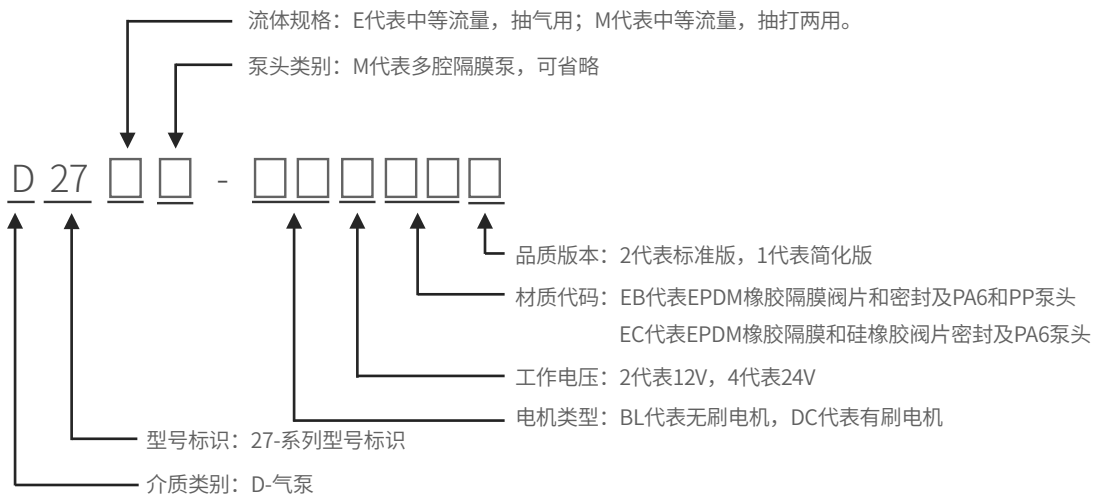 流体规格：E代表中等流量，抽气用；M代表中等流量，抽打两用。
泵头类别：M代表多腔隔膜泵，可省略
D 27 □ □ - □□□□□□
品质版本：2代表标准版，1代表简化版
材质代码：EB代表EPDM橡胶隔膜阀片和密封及PA6和PP泵头
EC代表EPDM橡胶隔膜和硅橡胶阀片密封及PA6泵头
工作电压：2代表12V，4代表24V
电机类型：BL代表无刷电机，DC代表有刷电机
型号标识：27-系列型号标识
介质类别：D-气泵